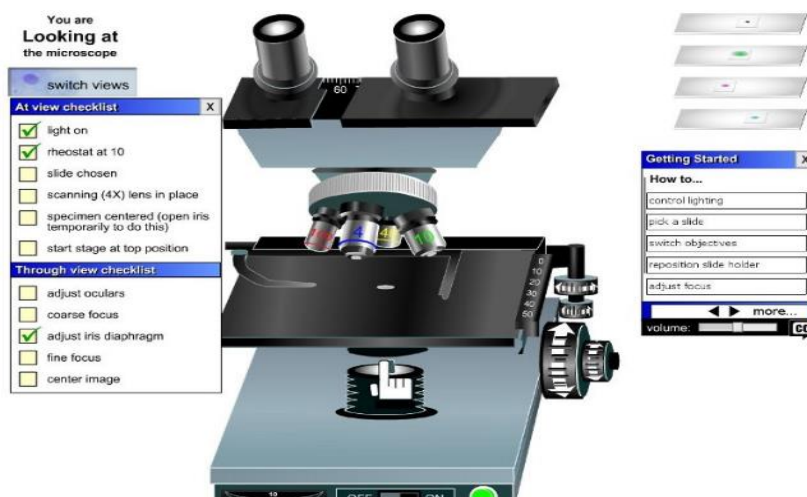 You are
Looking at
the microscope
switch views
At view checklist X
light on
rheostat at 10
slide chosen
scanning (4X) lens in place
specimen centered (open iris
temporarily to do this)
start stage at top position
Through view checklist
adjust oculars
coarse focus
adjust iris diaphragm
fine focus
center image
60
4
10
0
10
20
30
40
50
10
OFF
ON
Getting Started X
How to...
control lighting
pick a slide
switch objectives
reposition slide holder
adjust focus
more...
volume: